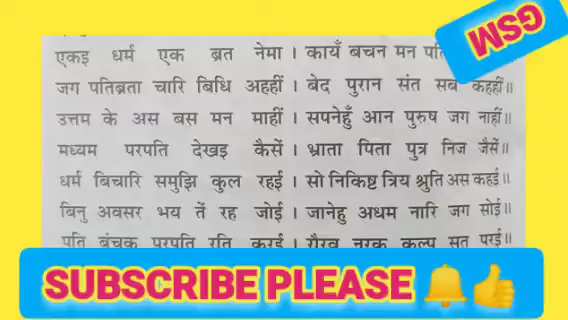 एकइ धर्म एक ब्रत नेमा। कायँ बचन मन पति
GSM
जग पतिब्रता चारि बिधि अहहीं। बेद पुरान संत सब कहहीं॥
उत्तम के अस बस मन माहीं। सपनेहुँ आन पुरुष जग नाहीं॥
मध्यम परपति देखइ कैसें। भ्राता पिता पुत्र निज जैसें॥
धर्म बिचारि समुझि कुल रहई। सो निकिष्ट त्रिय श्रुति अस कहई॥
बिनु अवसर भय तें रह जोई। जानेहु अधम नारि जग सोई॥
पति बंचक परपति रति करई। रौरव नरक कल्प सत परई॥
SUBSCRIBE PLEASE